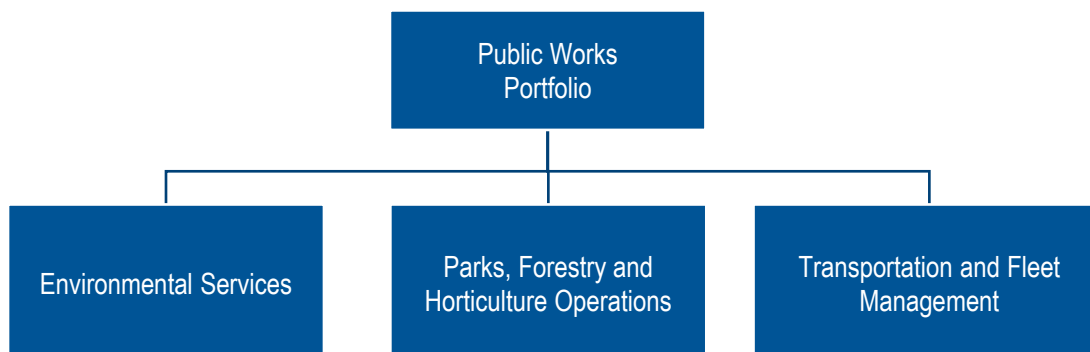 Public Works
Portfolio
Environmental Services
Parks, Forestry and
Horticulture Operations
Transportation and Fleet
Management